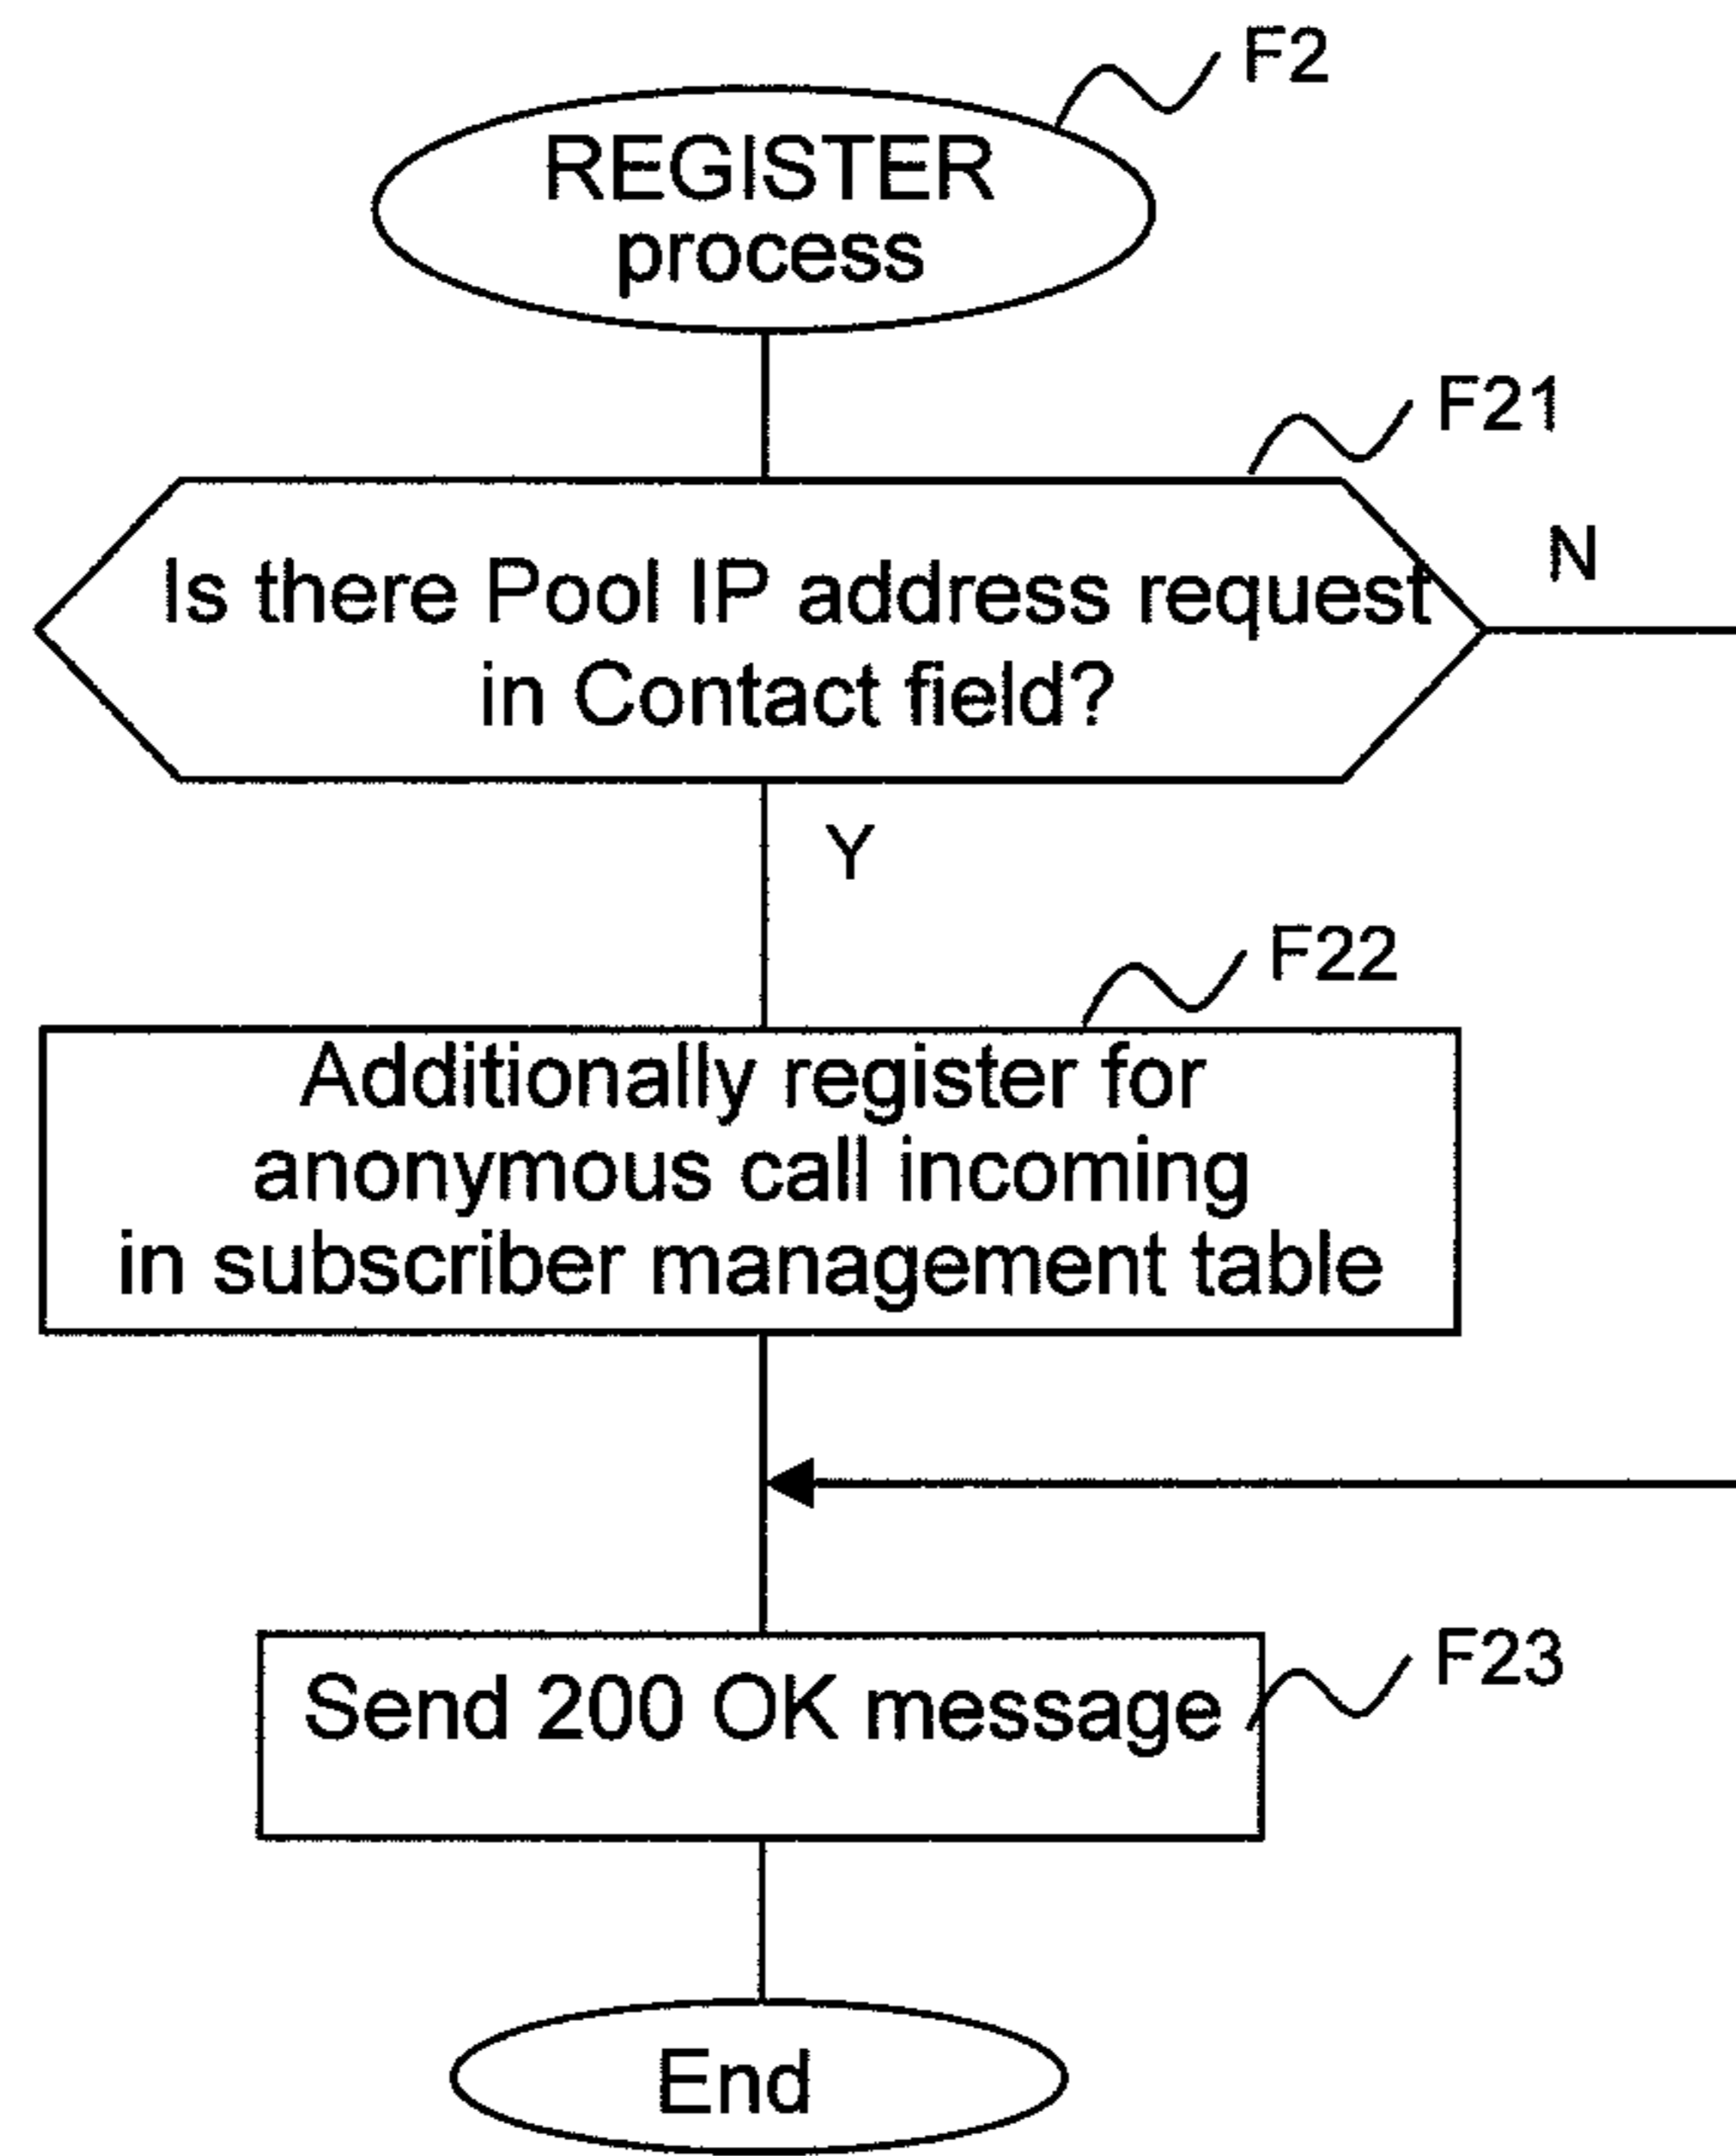 F2
REGISTER
process
F21
Is there Pool IP address request
in Contact field?
N
Y
F22
Additionally register for
anonymous call incoming
in subscriber management table
Send 200 OK message
F23
End